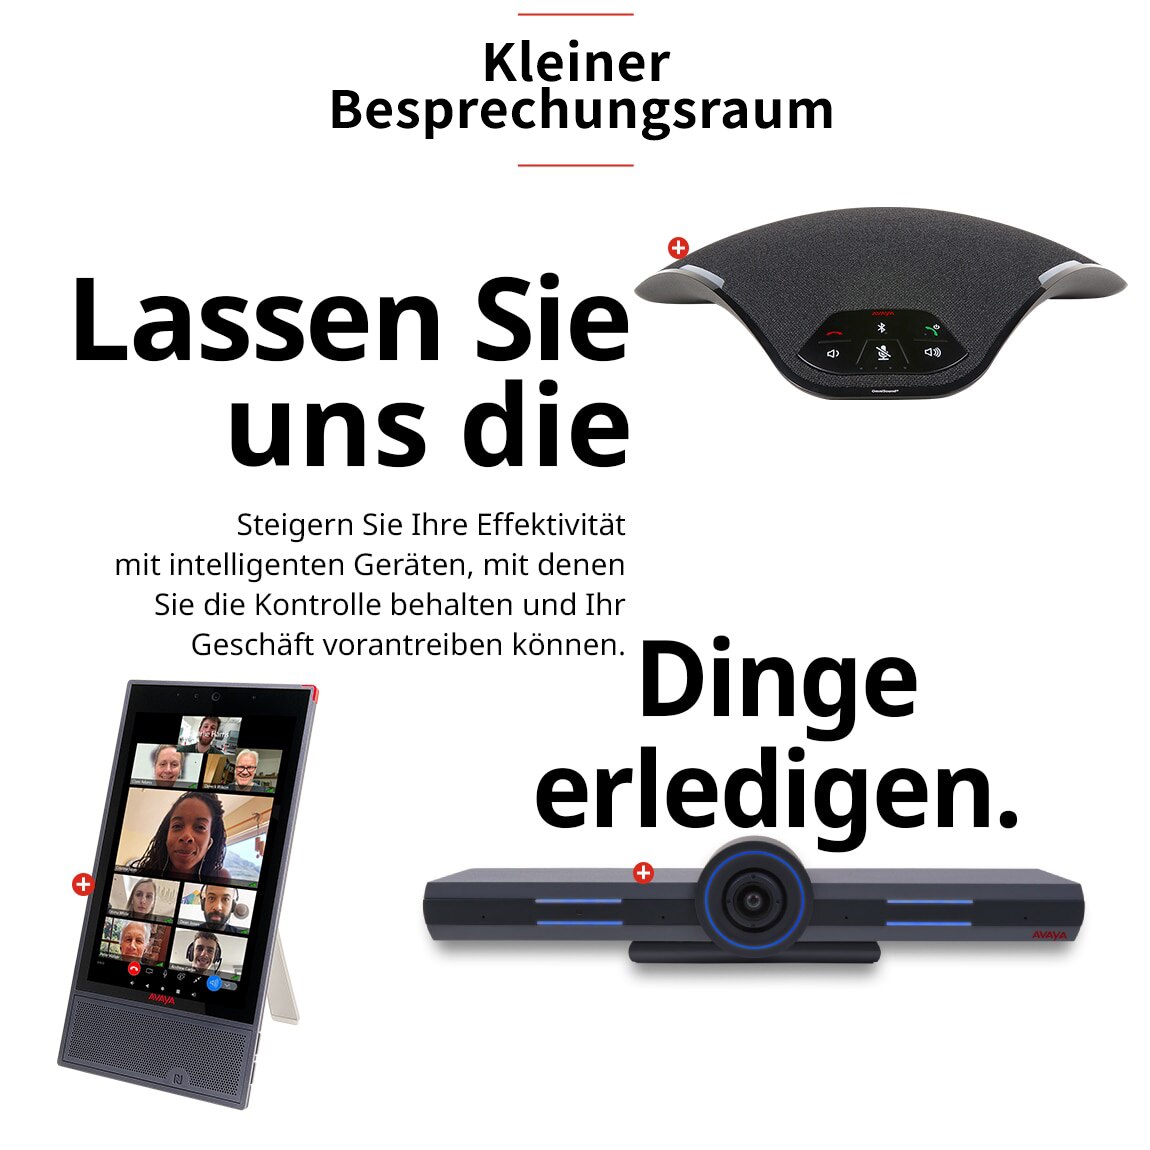 Kleiner
Besprechungsraum
AVAYA
OmniSound™
Lassen Sie
uns die
Steigern Sie Ihre Effektivität
mit intelligenten Geräten, mit denen
Sie die Kontrolle behalten und Ihr
Geschäft vorantreiben können.
Dinge
erledigen.
AVAYA
AVAYA